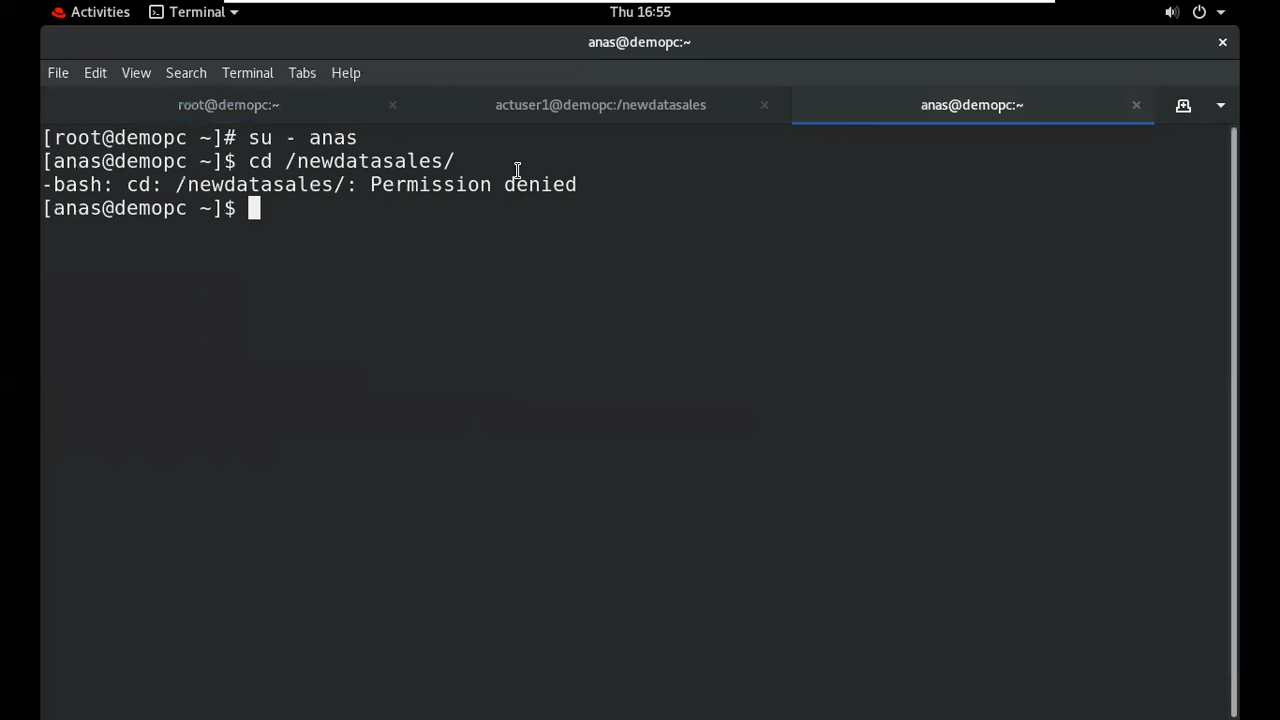 Activities Terminal Thu 16:55
anas@demopc:~
File Edit View Search Terminal Tabs Help
root@demopc:~ actuser1@demopc:/newdatasales anas@demopc:~
[root@demopc ~]# su - anas
[anas@demopc ~]$ cd /newdatasales/
-bash: cd: /newdatasales/: Permission denied
[anas@demopc ~]$